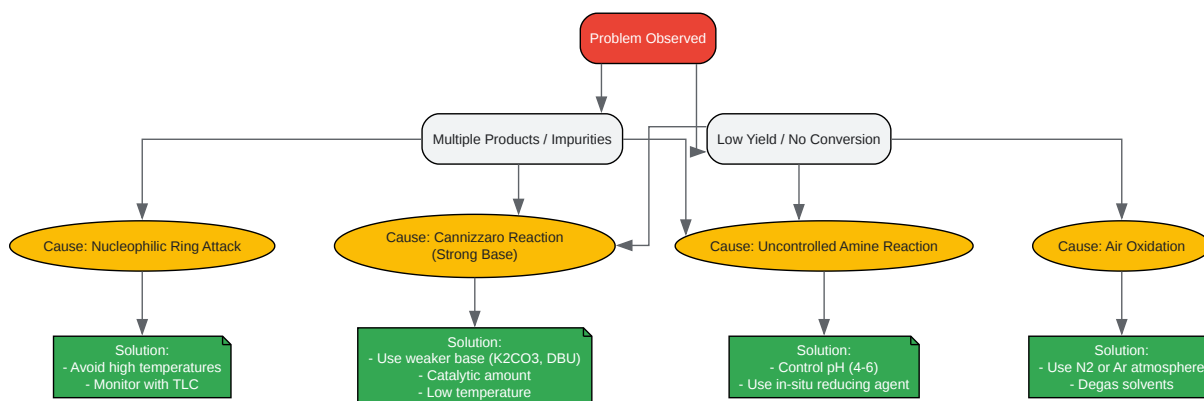 Problem Observed
Multiple Products / Impurities
Low Yield / No Conversion
Cause: Nucleophilic Ring Attack
Cause: Cannizzaro Reaction
(Strong Base)
Cause: Uncontrolled Amine Reaction
Cause: Air Oxidation
Solution:
- Avoid high temperatures
- Monitor with TLC
Solution:
- Use weaker base (K2CO3, DBU)
- Catalytic amount
- Low temperature
Solution:
- Control pH (4-6)
- Use in-situ reducing agent
Solution:
- Use N2 or Ar atmosphere
- Degas solvents